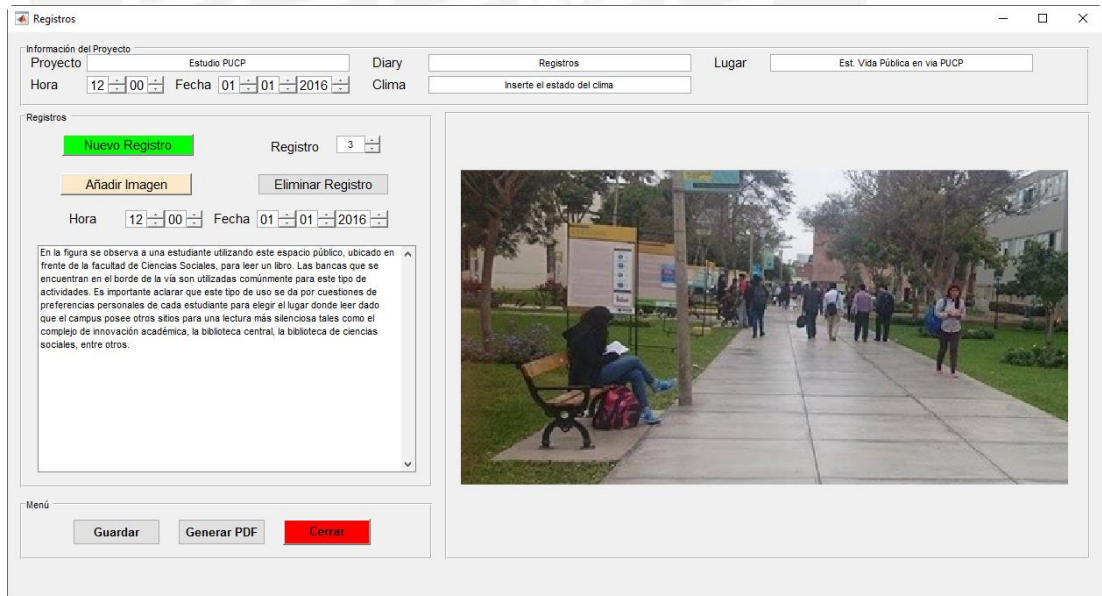 Registros
Información del Proyecto
Proyecto Estudio PUCP Diary Registros Lugar Est. Vida Pública en via PUCP
Hora 12 00 Fecha 01 01 2016 Clima Inserte el estado del clima
Registros
Nuevo Registro Registro 3
Añadir Imagen Eliminar Registro
Hora 12 00 Fecha 01 01 2016
En la figura se observa a una estudiante utilizando este espacio público, ubicado en
frente de la facultad de Ciencias Sociales, para leer un libro. Las bancas que se
encuentran en el borde de la vía son utilizadas comúnmente para este tipo de
actividades. Es importante aclarar que este tipo de uso se da por cuestiones de
preferencias personales de cada estudiante para elegir el lugar donde leer dado
que el campus posee otros sitios para una lectura más silenciosa tales como el
complejo de innovación académica, la biblioteca central, la biblioteca de ciencias
sociales, entre otros.
Menú
Guardar Generar PDF Cerrar